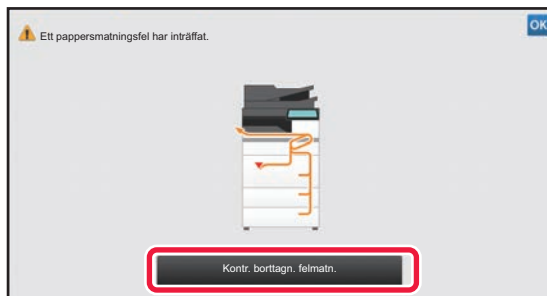 Ett pappersmatningsfel har inträffat.
OK
Kontr. borttagn. felmatn.